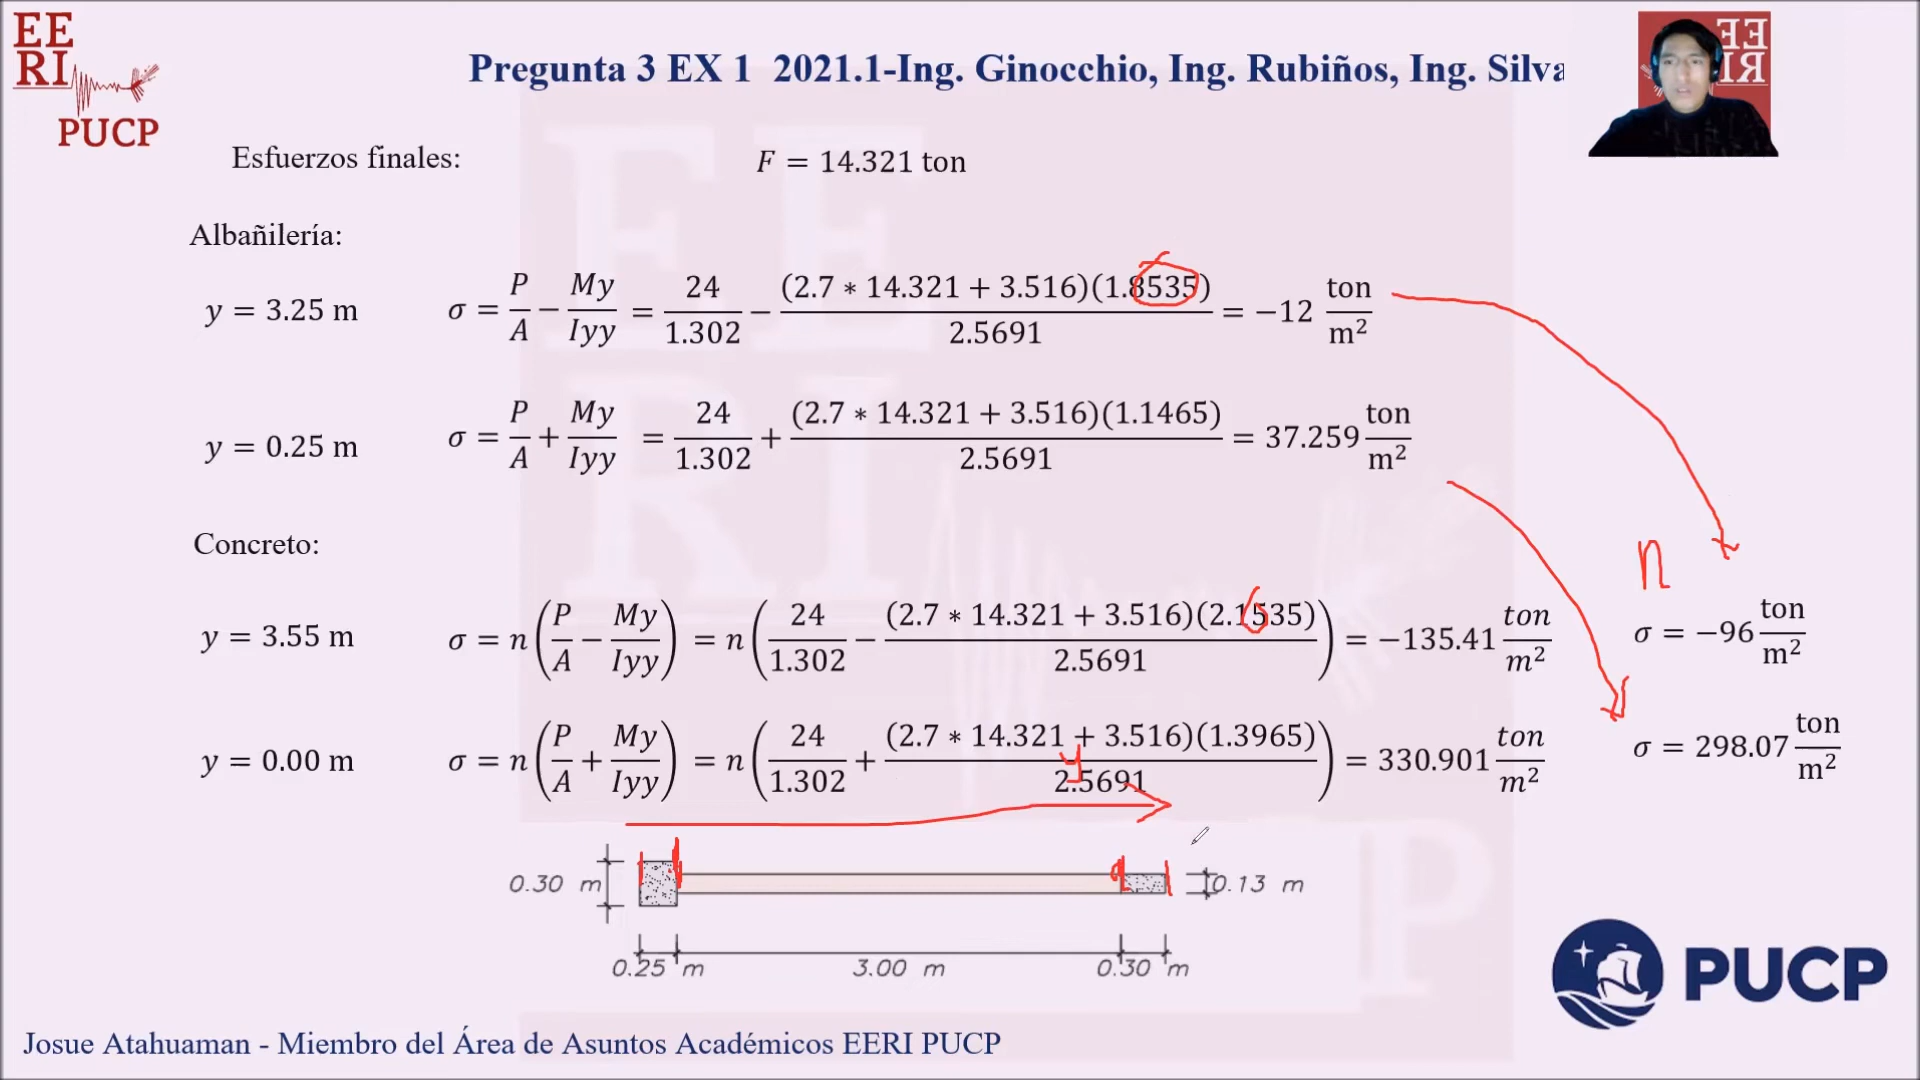 EE
RI
PUCP
Pregunta 3 EX 1 2021.1-Ing. Ginocchio, Ing. Rubiños, Ing. Silva
Esfuerzos finales:
F = 14.321 ton
Albañilería:
y = 3.25 m
σ = P/A − My/Iyy = 24/1.302 − (2.7 * 14.321 + 3.516)(1.8535)/2.5691 = −12 ton/m²
y = 0.25 m
σ = P/A + My/Iyy = 24/1.302 + (2.7 * 14.321 + 3.516)(1.1465)/2.5691 = 37.259 ton/m²
Concreto:
n
y = 3.55 m
σ = n(P/A − My/Iyy) = n(24/1.302 − (2.7 * 14.321 + 3.516)(2.1535)/2.5691) = −135.41 ton/m²
σ = −96 ton/m²
y = 0.00 m
σ = n(P/A + My/Iyy) = n(24/1.302 + (2.7 * 14.321 + 3.516)(1.3965)/2.5691) = 330.901 ton/m²
σ = 298.07 ton/m²
y
0.30 m
0.13 m
0.25 m
3.00 m
0.30 m
PUCP
Josue Atahuaman - Miembro del Área de Asuntos Académicos EERI PUCP